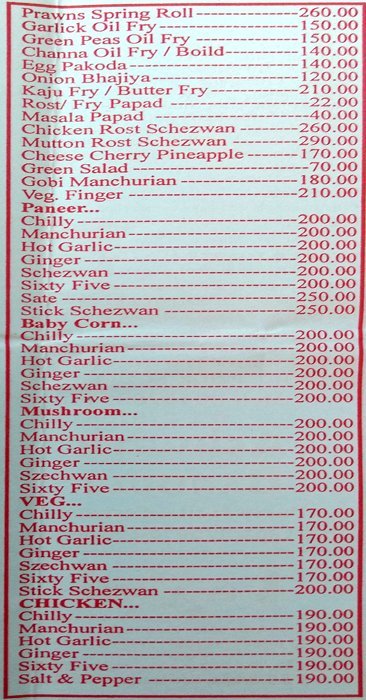 Prawns Spring Roll-------------260.00
Garlick Oil Fry-----------------150.00
Green Peas Oil Fry ------------150.00
Channa Oil Fry / Boild---------140.00
Egg Pakoda--------------------140.00
Onion Bhajiya-----------------120.00
Kaju Fry / Butter Fry-----------210.00
Rost/ Fry Papad ----------------22.00
Masala Papad ------------------40.00
Chicken Rost Schezwan --------260.00
Mutton Rost Schezwan ---------290.00
Cheese Cherry Pineapple -------170.00
Green Salad --------------------70.00
Gobi Manchurian --------------180.00
Veg. Finger -------------------210.00
Paneer...
Chilly-------------------------200.00
Manchurian-------------------200.00
Hot Garlic---------------------200.00
Ginger ------------------------200.00
Schezwan ---------------------200.00
Sixty Five---------------------200.00
Sate --------------------------250.00
Stick Schezwan ---------------250.00
Baby Corn...
Chilly-------------------------200.00
Manchurian-------------------200.00
Hot Garlic---------------------200.00
Ginger ------------------------200.00
Schezwan ---------------------200.00
Sixty Five---------------------200.00
Mushroom...
Chilly-------------------------200.00
Manchurian-------------------200.00
Hot Garlic---------------------200.00
Ginger ------------------------200.00
Szechwan ---------------------200.00
Sixty Five---------------------200.00
VEG...
Chilly-------------------------170.00
Manchurian-------------------170.00
Hot Garlic---------------------170.00
Ginger ------------------------170.00
Szechwan ---------------------170.00
Sixty Five---------------------170.00
Stick Schezwan ---------------200.00
CHICKEN...
Chilly-------------------------190.00
Manchurian-------------------190.00
Hot Garlic---------------------190.00
Ginger------------------------190.00
Sixty Five---------------------190.00
Salt & Pepper -----------------190.00